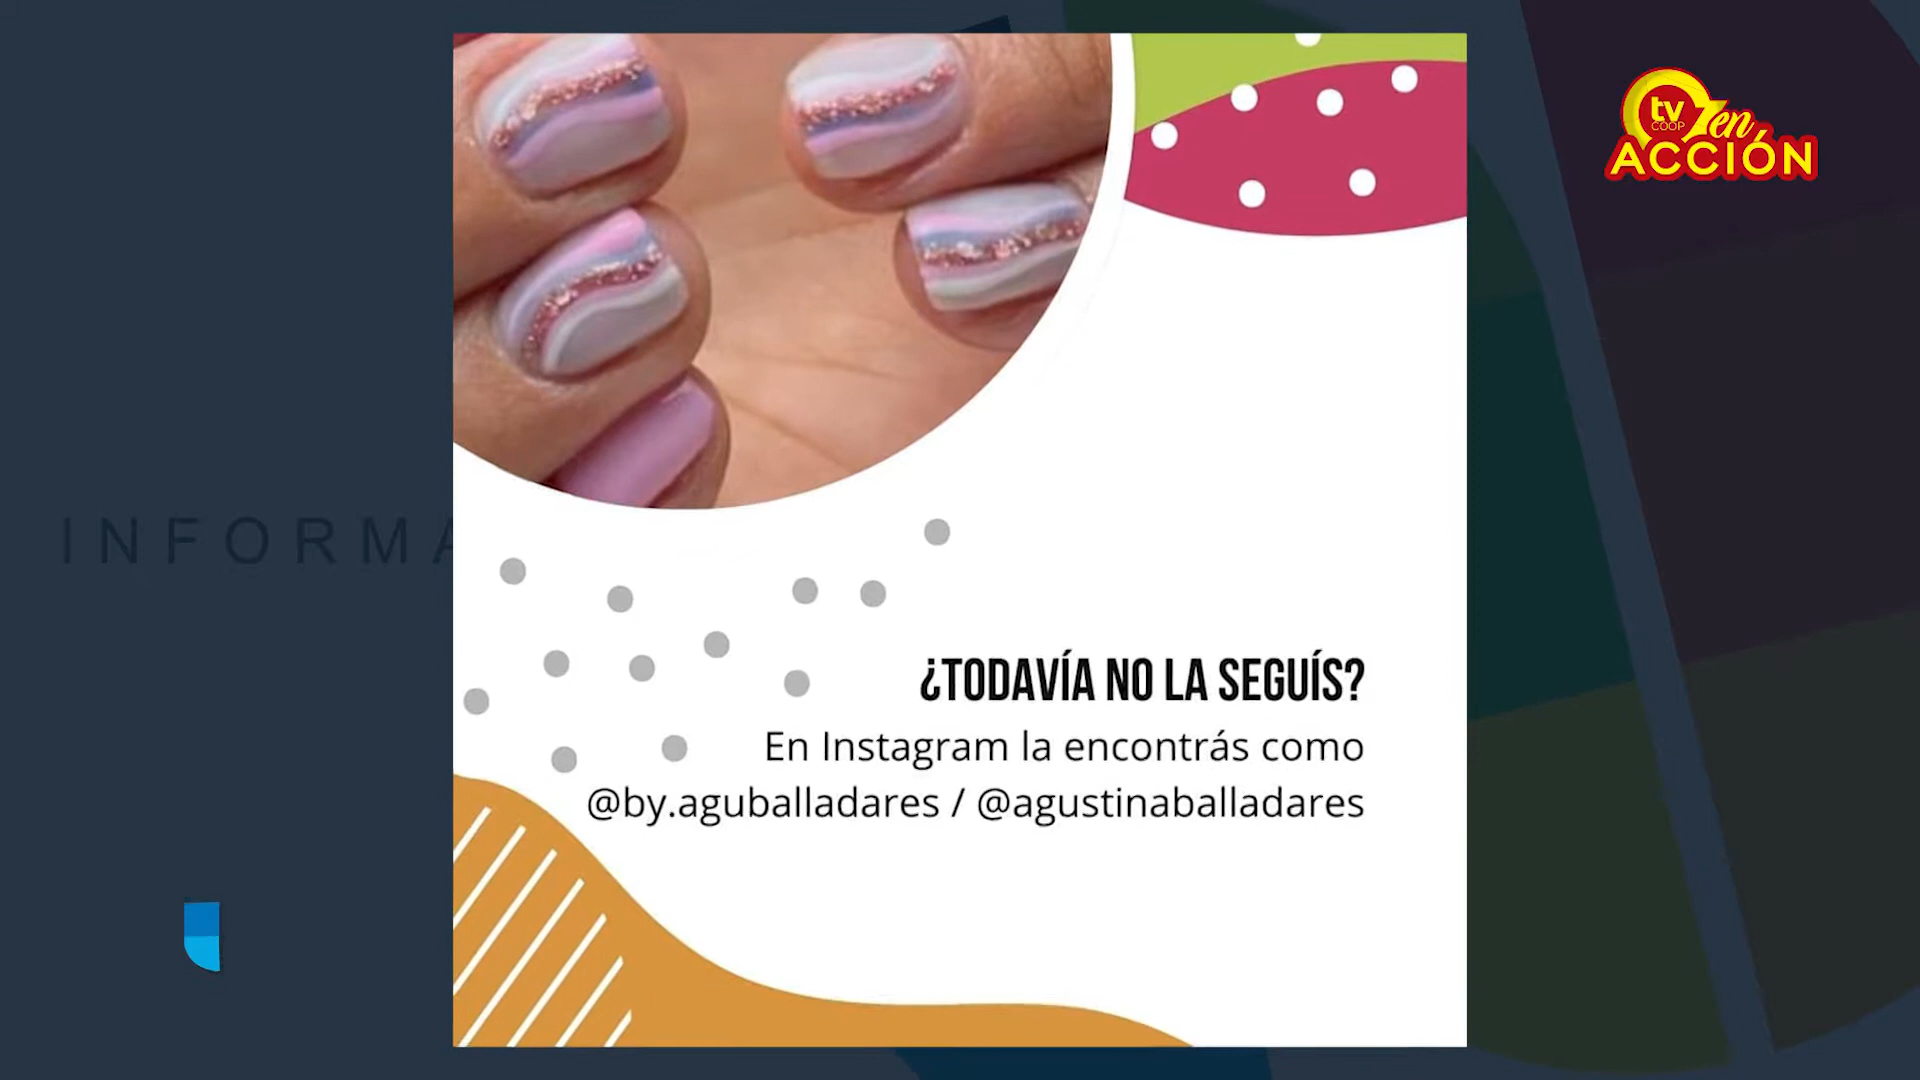 tv
COOP
en
ACCIÓN
INFORMA
¿TODAVÍA NO LA SEGUÍS?
En Instagram la encontrás como
@by.aguballadares / @agustinaballadares